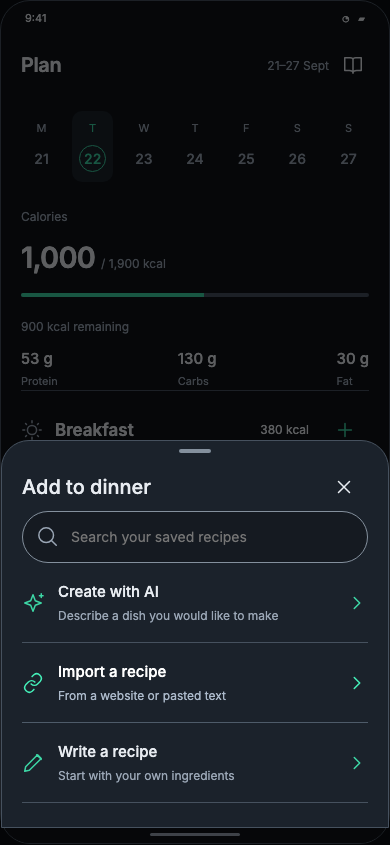 9:41
Plan
21–27 Sept
M T W T F S S
21 22 23 24 25 26 27
Calories
1,000 / 1,900 kcal
900 kcal remaining
53 g 130 g 30 g
Protein Carbs Fat
Breakfast 380 kcal
Add to dinner
Search your saved recipes
Create with AI
Describe a dish you would like to make
Import a recipe
From a website or pasted text
Write a recipe
Start with your own ingredients